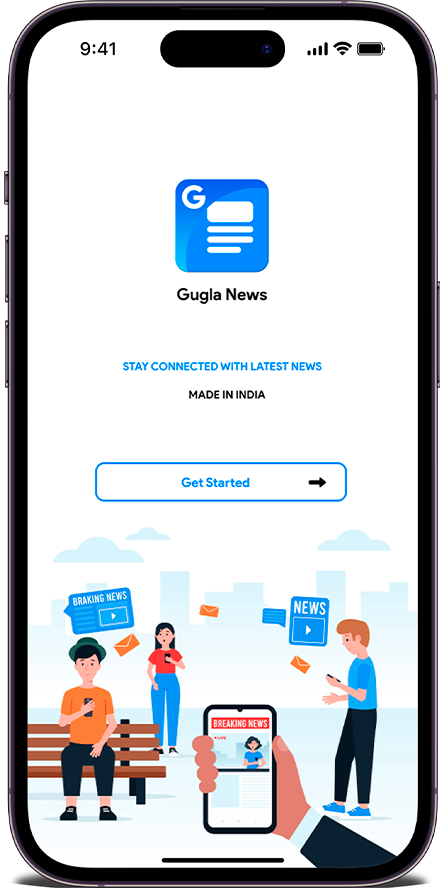 9:41
G
Gugla News
STAY CONNECTED WITH LATEST NEWS
MADE IN INDIA
Get Started
BRAKING NEWS
NEWS
BREAKING NEWS
LIVE